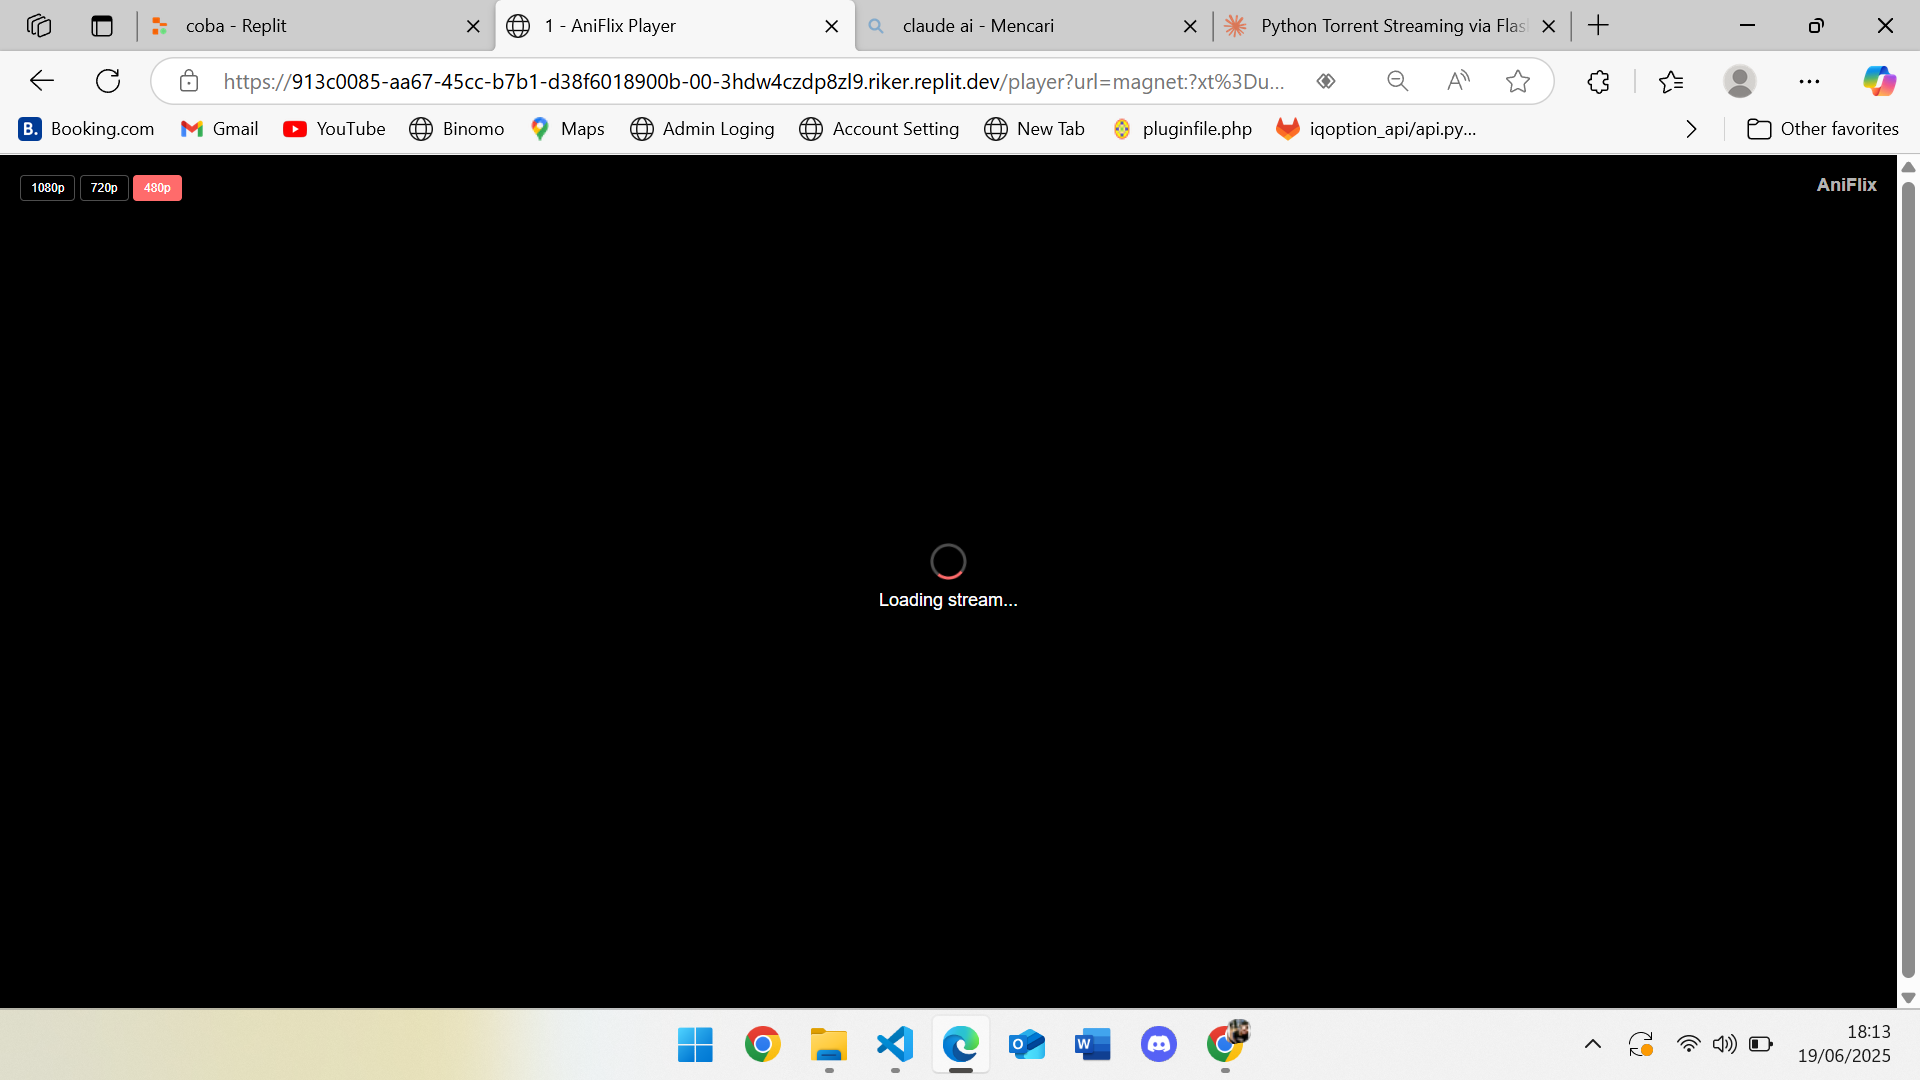 coba - Replit
1 - AniFlix Player
claude ai - Mencari
Python Torrent Streaming via Flas
https://913c0085-aa67-45cc-b7b1-d38f6018900b-00-3hdw4czdp8zl9.riker.replit.dev/player?url=magnet:?xt%3Du...
B. Booking.com
Gmail
YouTube
Binomo
Maps
Admin Loging
Account Setting
New Tab
pluginfile.php
iqoption_api/api.py...
Other favorites
1080p
720p
480p
AniFlix
Loading stream...
18:13
19/06/2025